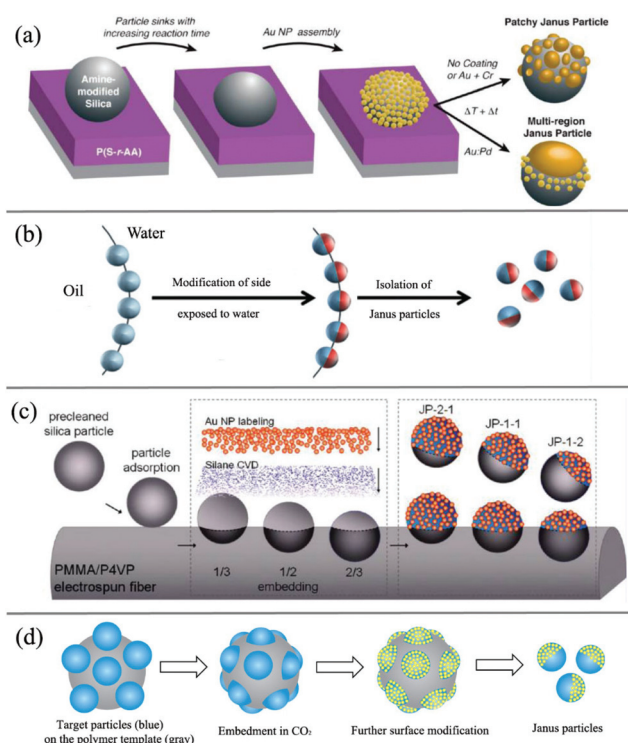 (a)
Particle sinks with
increasing reaction time
Au NP assembly
Patchy Janus Particle
Amine-
modified
Silica
P(S-r-AA)
No Coating
or Au + Cr
ΔT + Δt
Au:Pd
Multi-region
Janus Particle
(b)
Water
Oil
Modification of side
exposed to water
Isolation of
Janus particles
(c)
precleaned
silica particle
particle
adsorption
Au NP labeling
Silane CVD
JP-2-1
JP-1-1
JP-1-2
PMMA/P4VP
electrospun fiber
1/3
1/2
2/3
embedding
(d)
Target particles (blue)
on the polymer template (gray)
Embedment in CO₂
Further surface modification
Janus particles